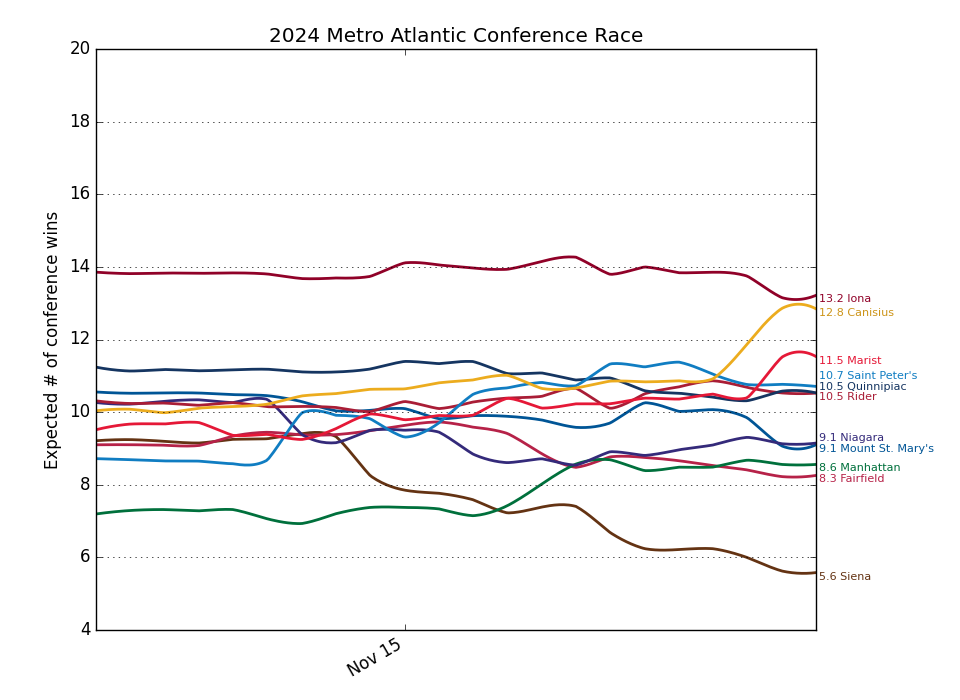 2024 Metro Atlantic Conference Race
Expected # of conference wins
20
18
16
14
12
10
8
6
4
Nov 15
13.2 Iona
12.8 Canisius
11.5 Marist
10.7 Saint Peter's
10.5 Quinnipiac
10.5 Rider
9.1 Niagara
9.1 Mount St. Mary's
8.6 Manhattan
8.3 Fairfield
5.6 Siena